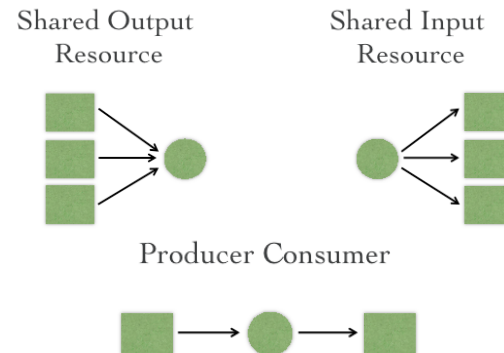 Shared Output
Resource
Shared Input
Resource
Producer Consumer